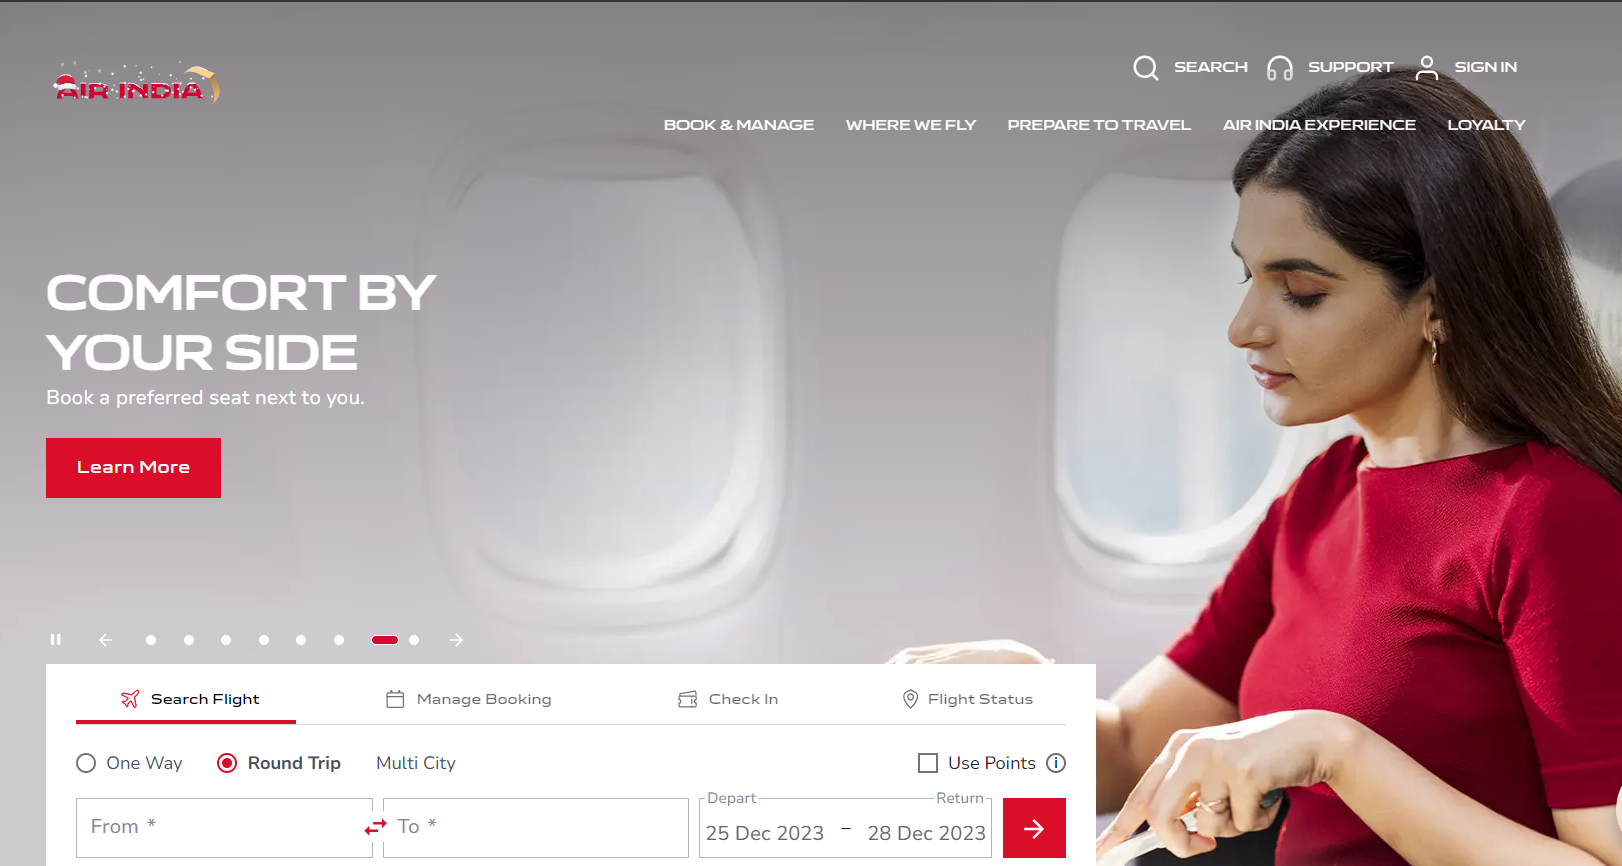 AIR INDIA
SEARCH SUPPORT SIGN IN
BOOK & MANAGE WHERE WE FLY PREPARE TO TRAVEL AIR INDIA EXPERIENCE LOYALTY
COMFORT BY
YOUR SIDE
Book a preferred seat next to you.
Learn More
Search Flight Manage Booking Check In Flight Status
One Way Round Trip Multi City Use Points
Depart Return
From * To * 25 Dec 2023 – 28 Dec 2023